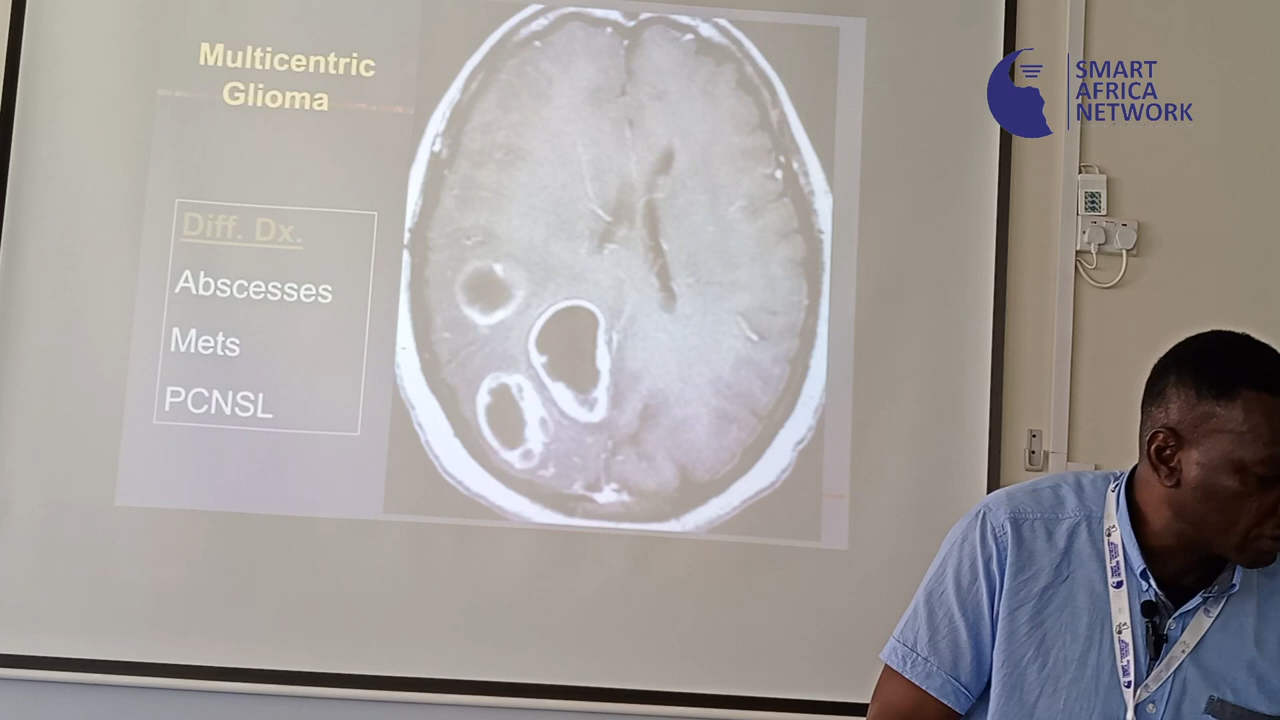 Multicentric
Glioma
Diff. Dx.
Abscesses
Mets
PCNSL
SMART
AFRICA
NETWORK